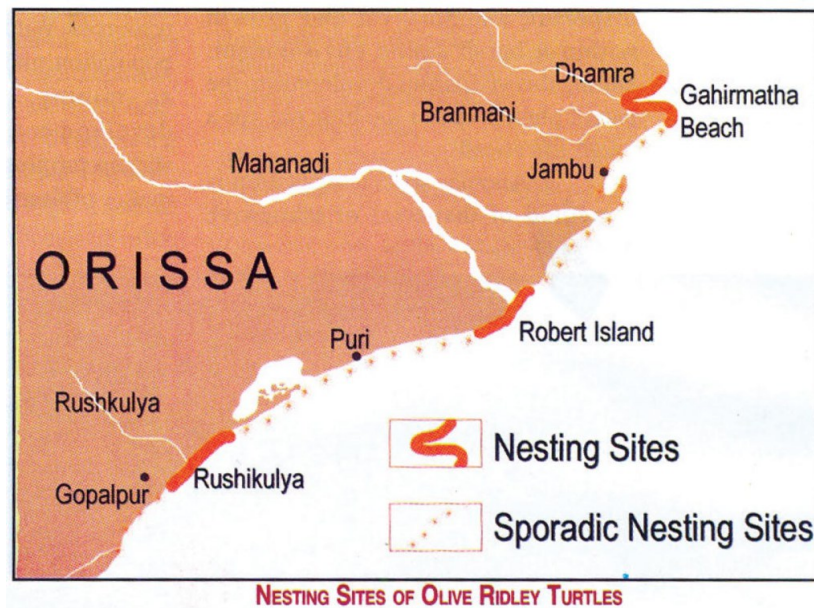 Dhamra
Gahirmatha
Beach
Branmani
Mahanadi
Jambu
ORISSA
Robert Island
Puri
Rushkulya
Rushikulya
Gopalpur
Nesting Sites
Sporadic Nesting Sites
NESTING SITES OF OLIVE RIDLEY TURTLES